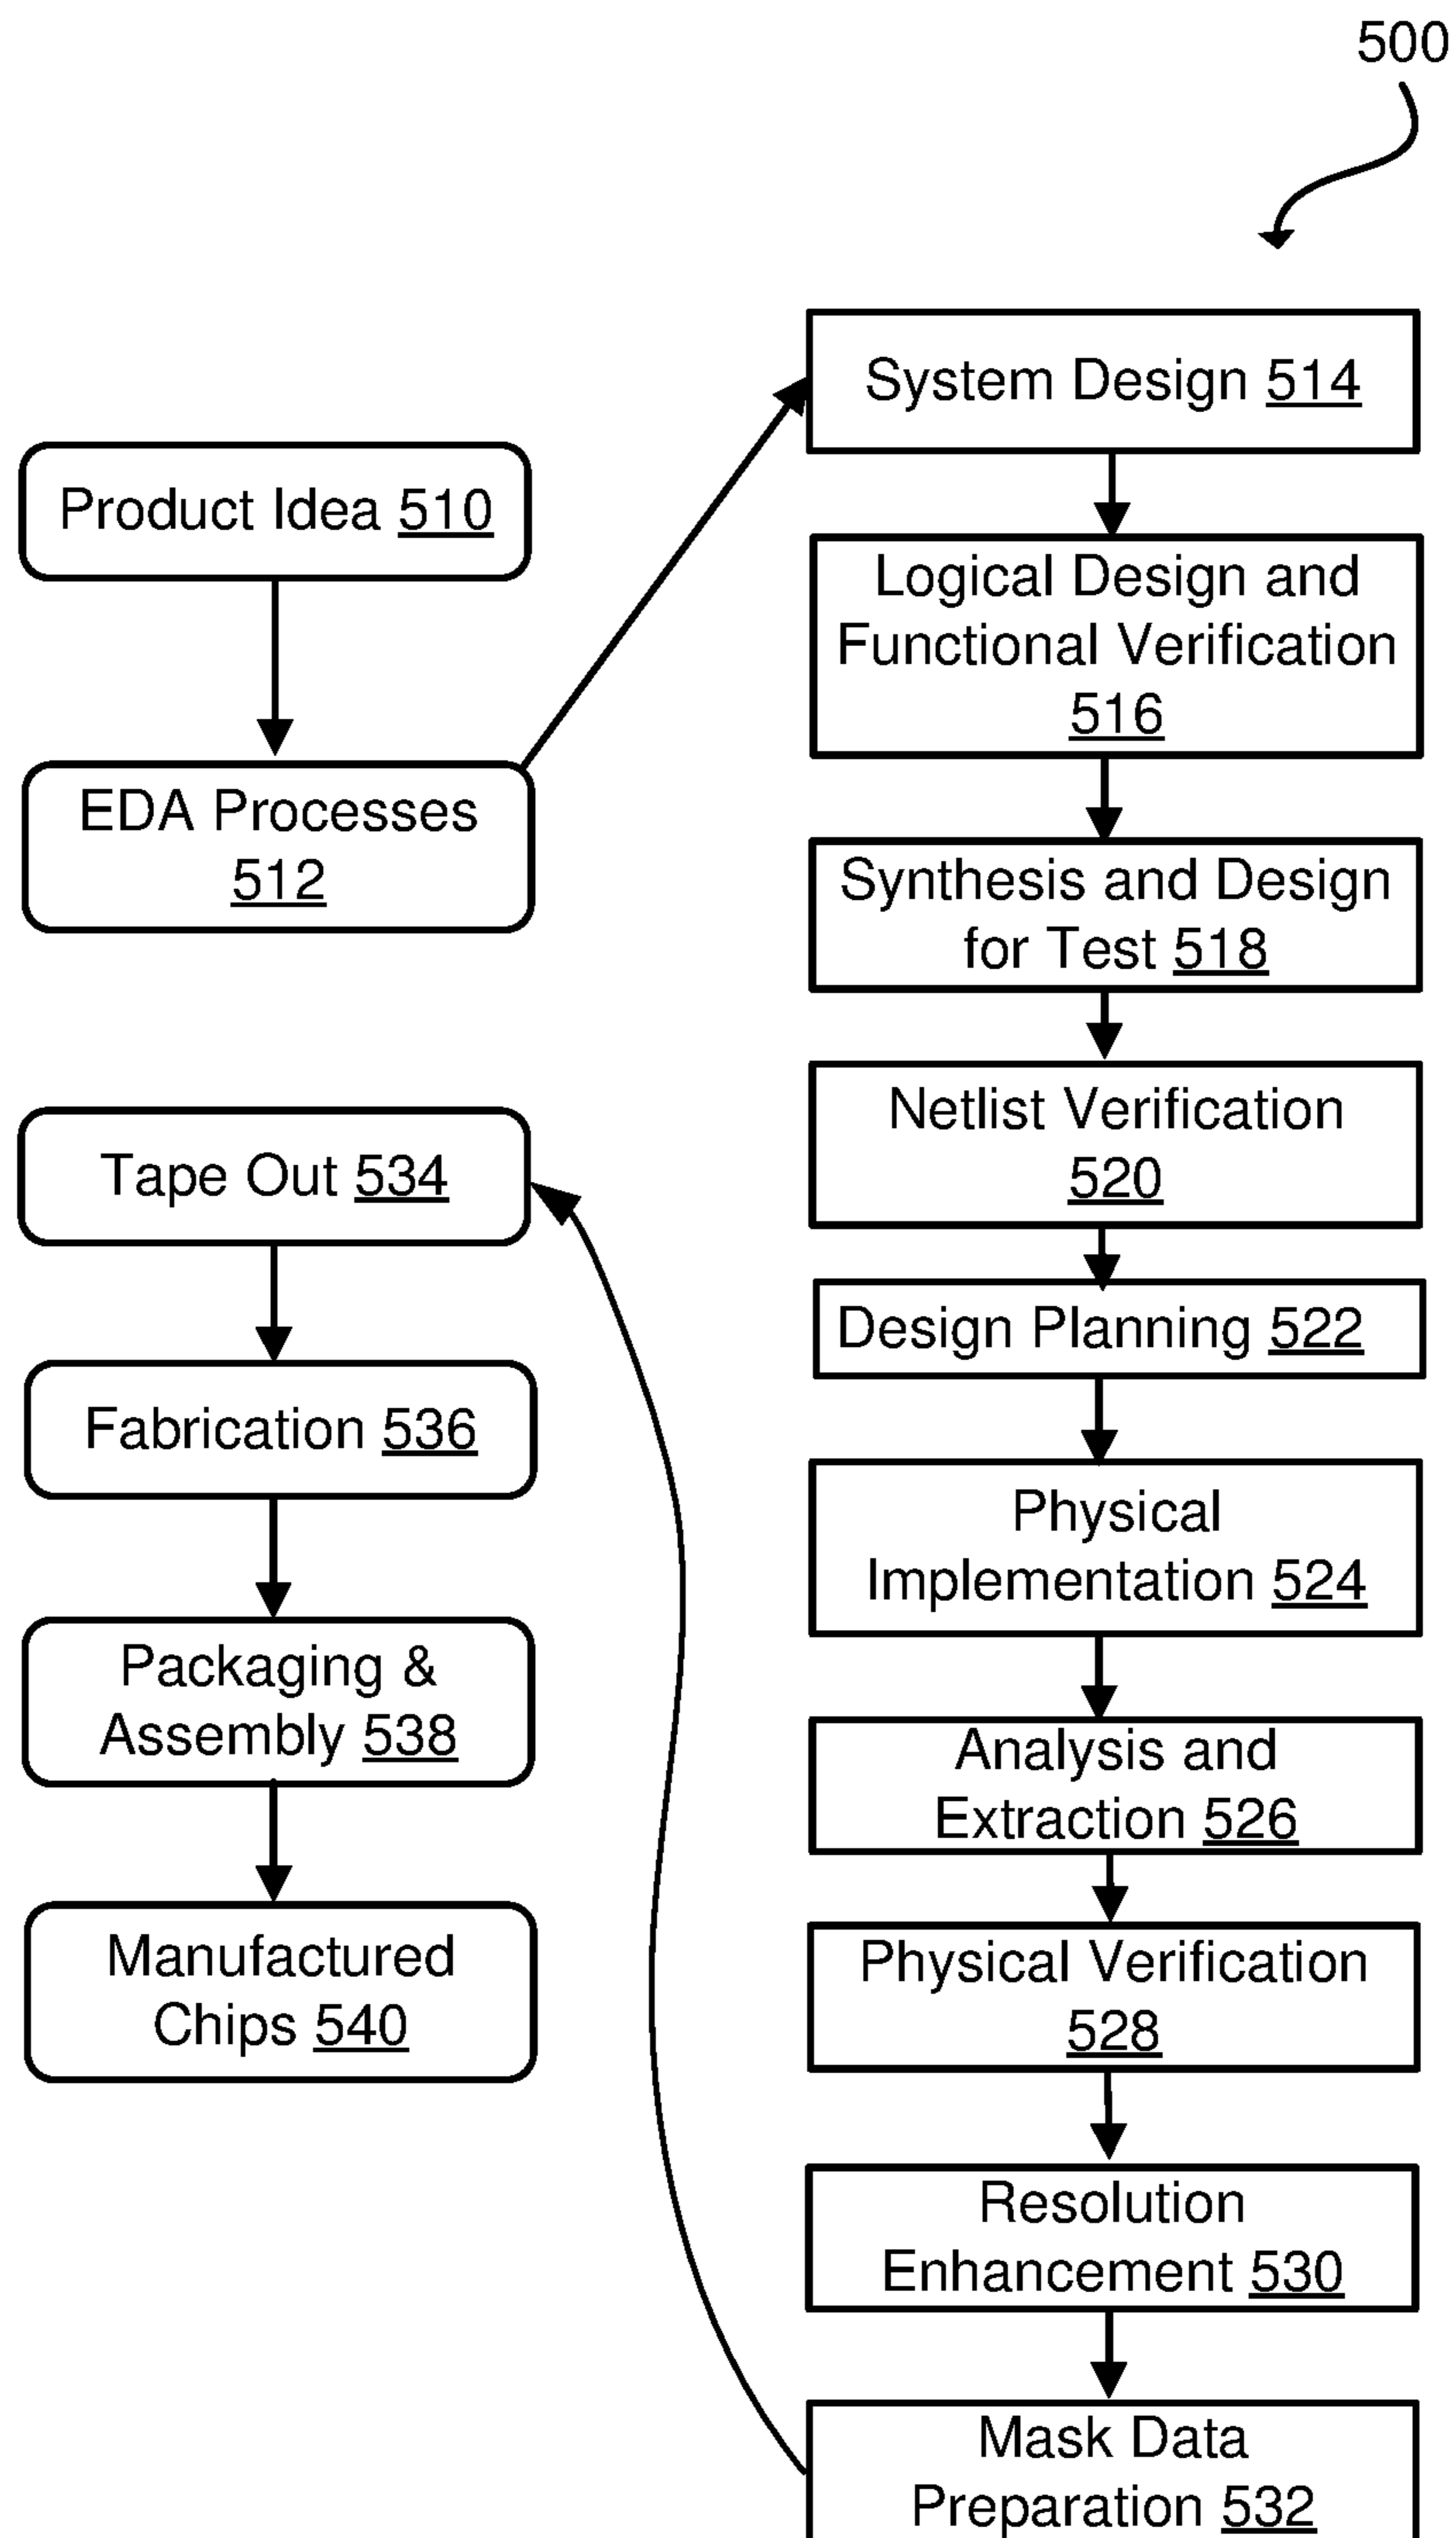 500
Product Idea 510
EDA Processes
512
System Design 514
Logical Design and
Functional Verification
516
Synthesis and Design
for Test 518
Netlist Verification
520
Design Planning 522
Physical
Implementation 524
Analysis and
Extraction 526
Physical Verification
528
Resolution
Enhancement 530
Mask Data
Preparation 532
Tape Out 534
Fabrication 536
Packaging &
Assembly 538
Manufactured
Chips 540